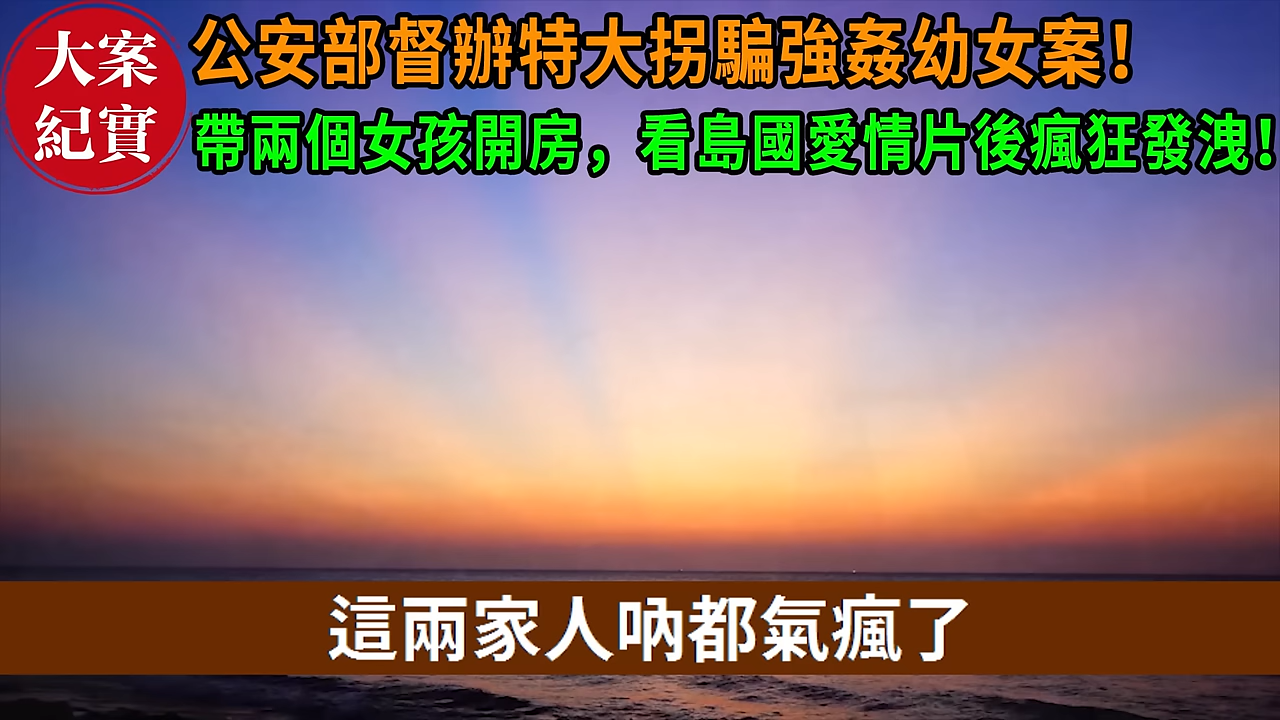 大案
紀實
公安部督辦特大拐騙強姦幼女案！
帶兩個女孩開房，看島國愛情片後瘋狂發洩！
這兩家人吶都氣瘋了